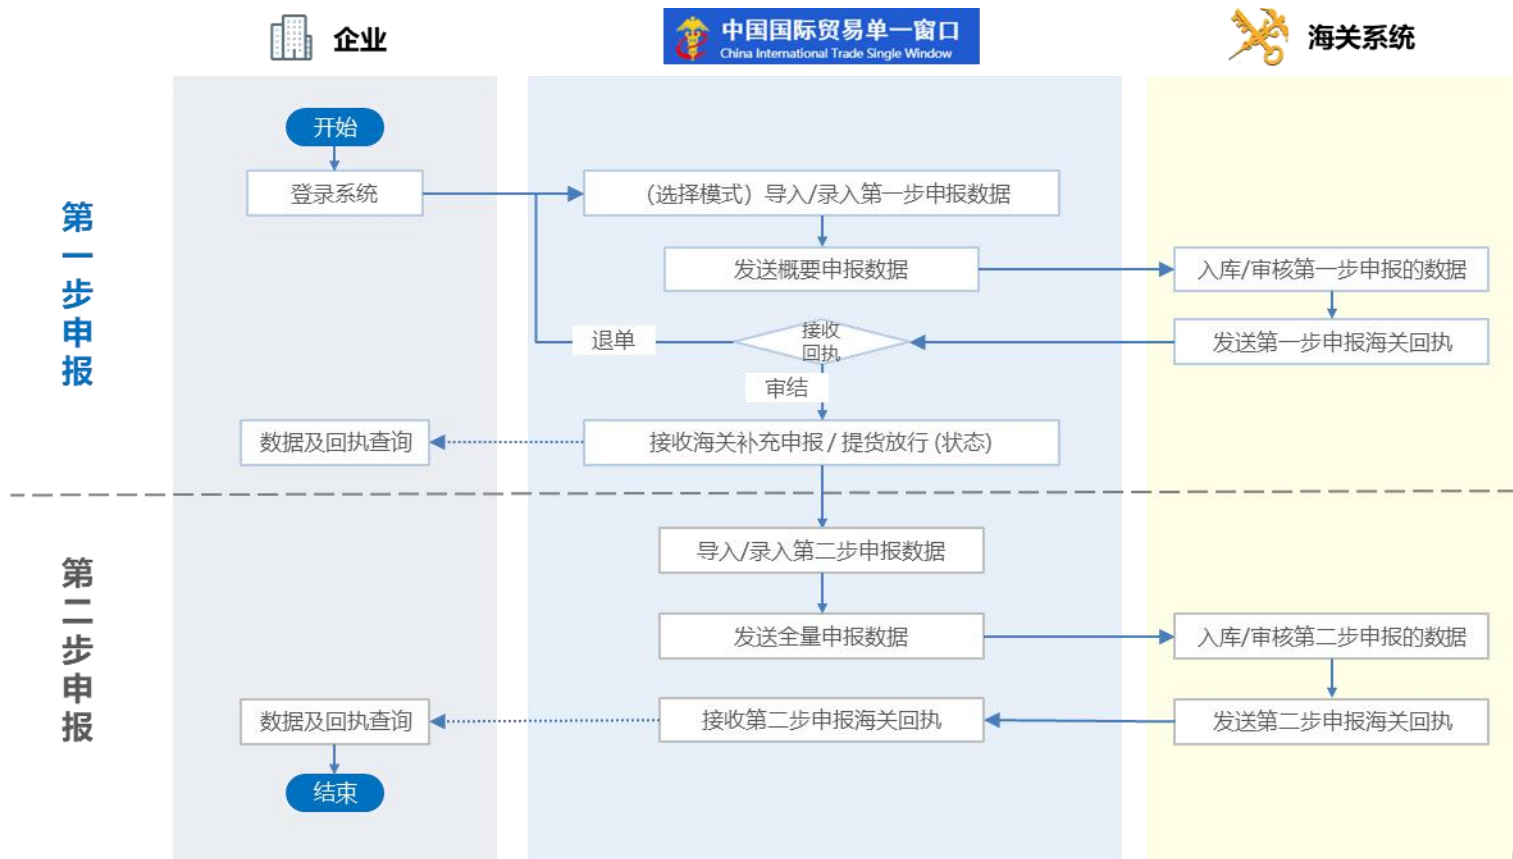 企业
中国国际贸易单一窗口
China International Trade Single Window
海关系统
第一步申报
开始
登录系统
（选择模式）导入/录入第一步申报数据
发送概要申报数据
入库/审核第一步申报的数据
退单
接收
回执
发送第一步申报海关回执
审结
数据及回执查询
接收海关补充申报 / 提货放行 (状态)
第二步申报
导入/录入第二步申报数据
发送全量申报数据
入库/审核第二步申报的数据
数据及回执查询
接收第二步申报海关回执
发送第二步申报海关回执
结束